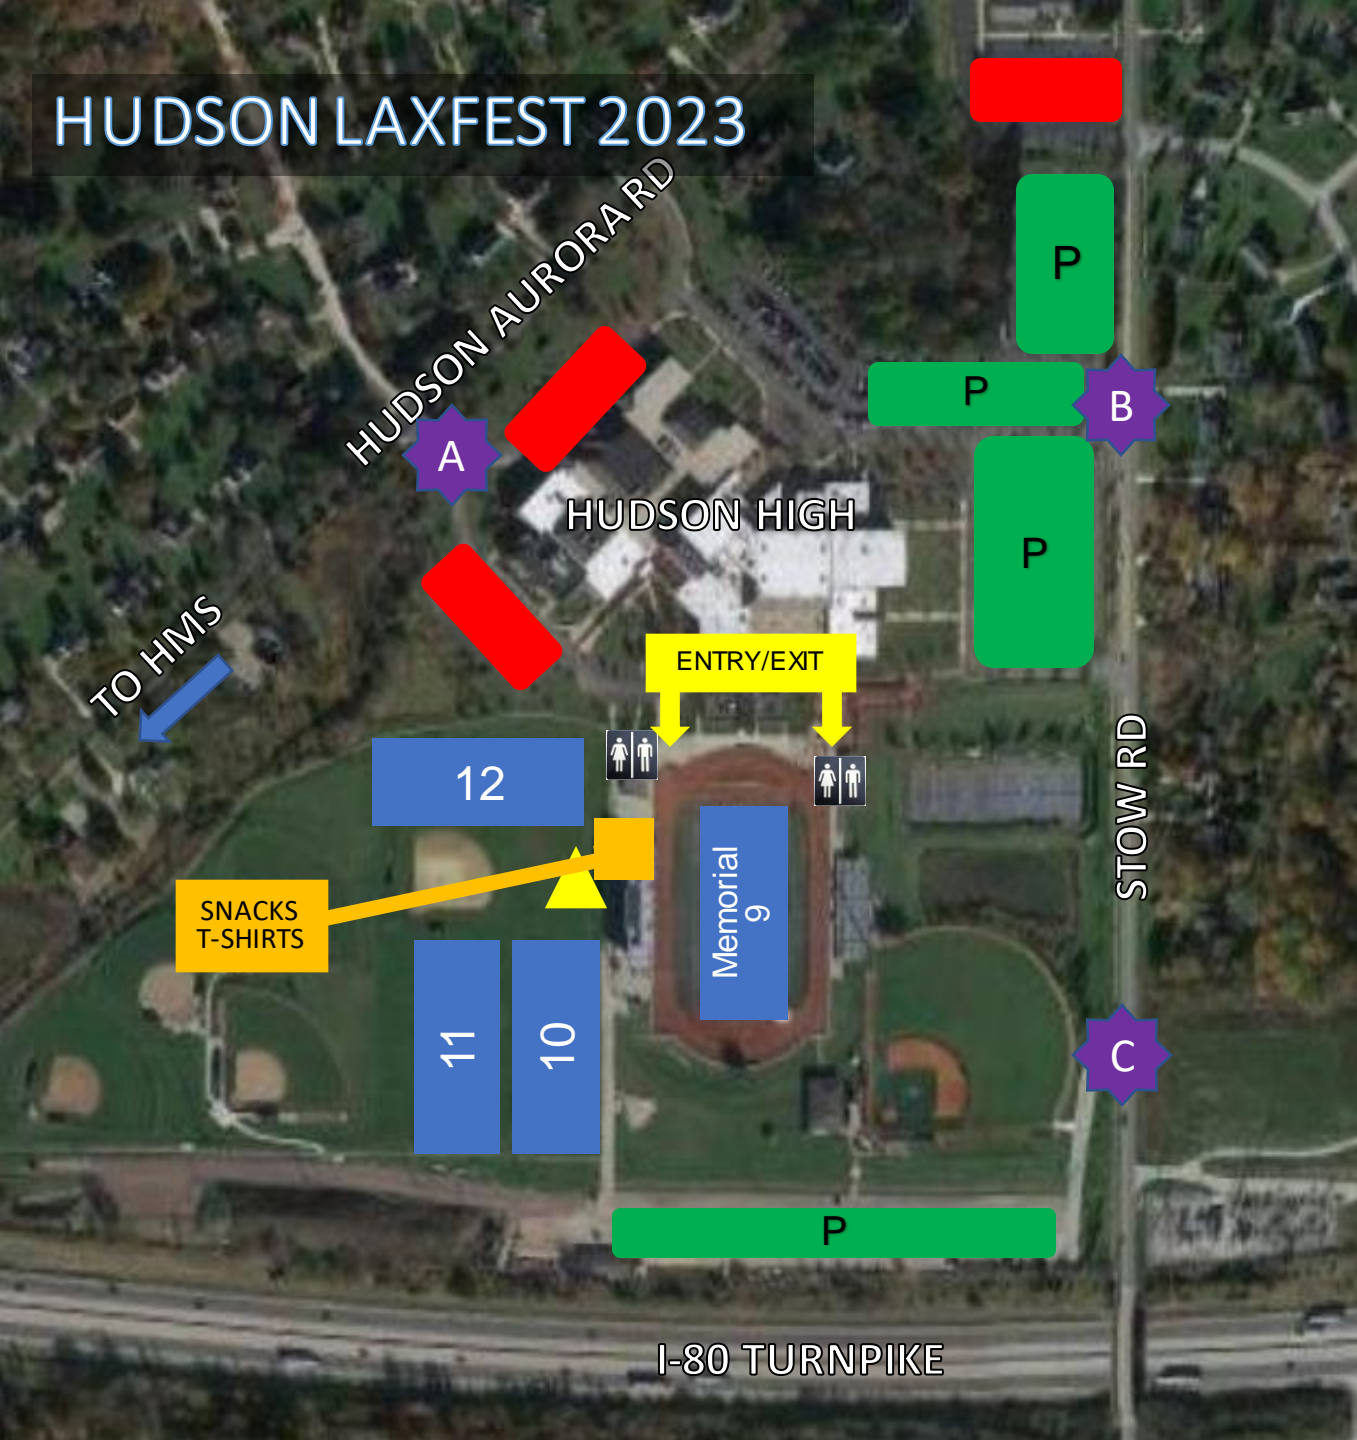 HUDSON LAXFEST 2023
HUDSON AURORA RD
P
P
B
A
HUDSON HIGH
P
TO HMS
ENTRY/EXIT
12
STOW RD
Memorial
9
SNACKS
T-SHIRTS
11
10
C
P
I-80 TURNPIKE